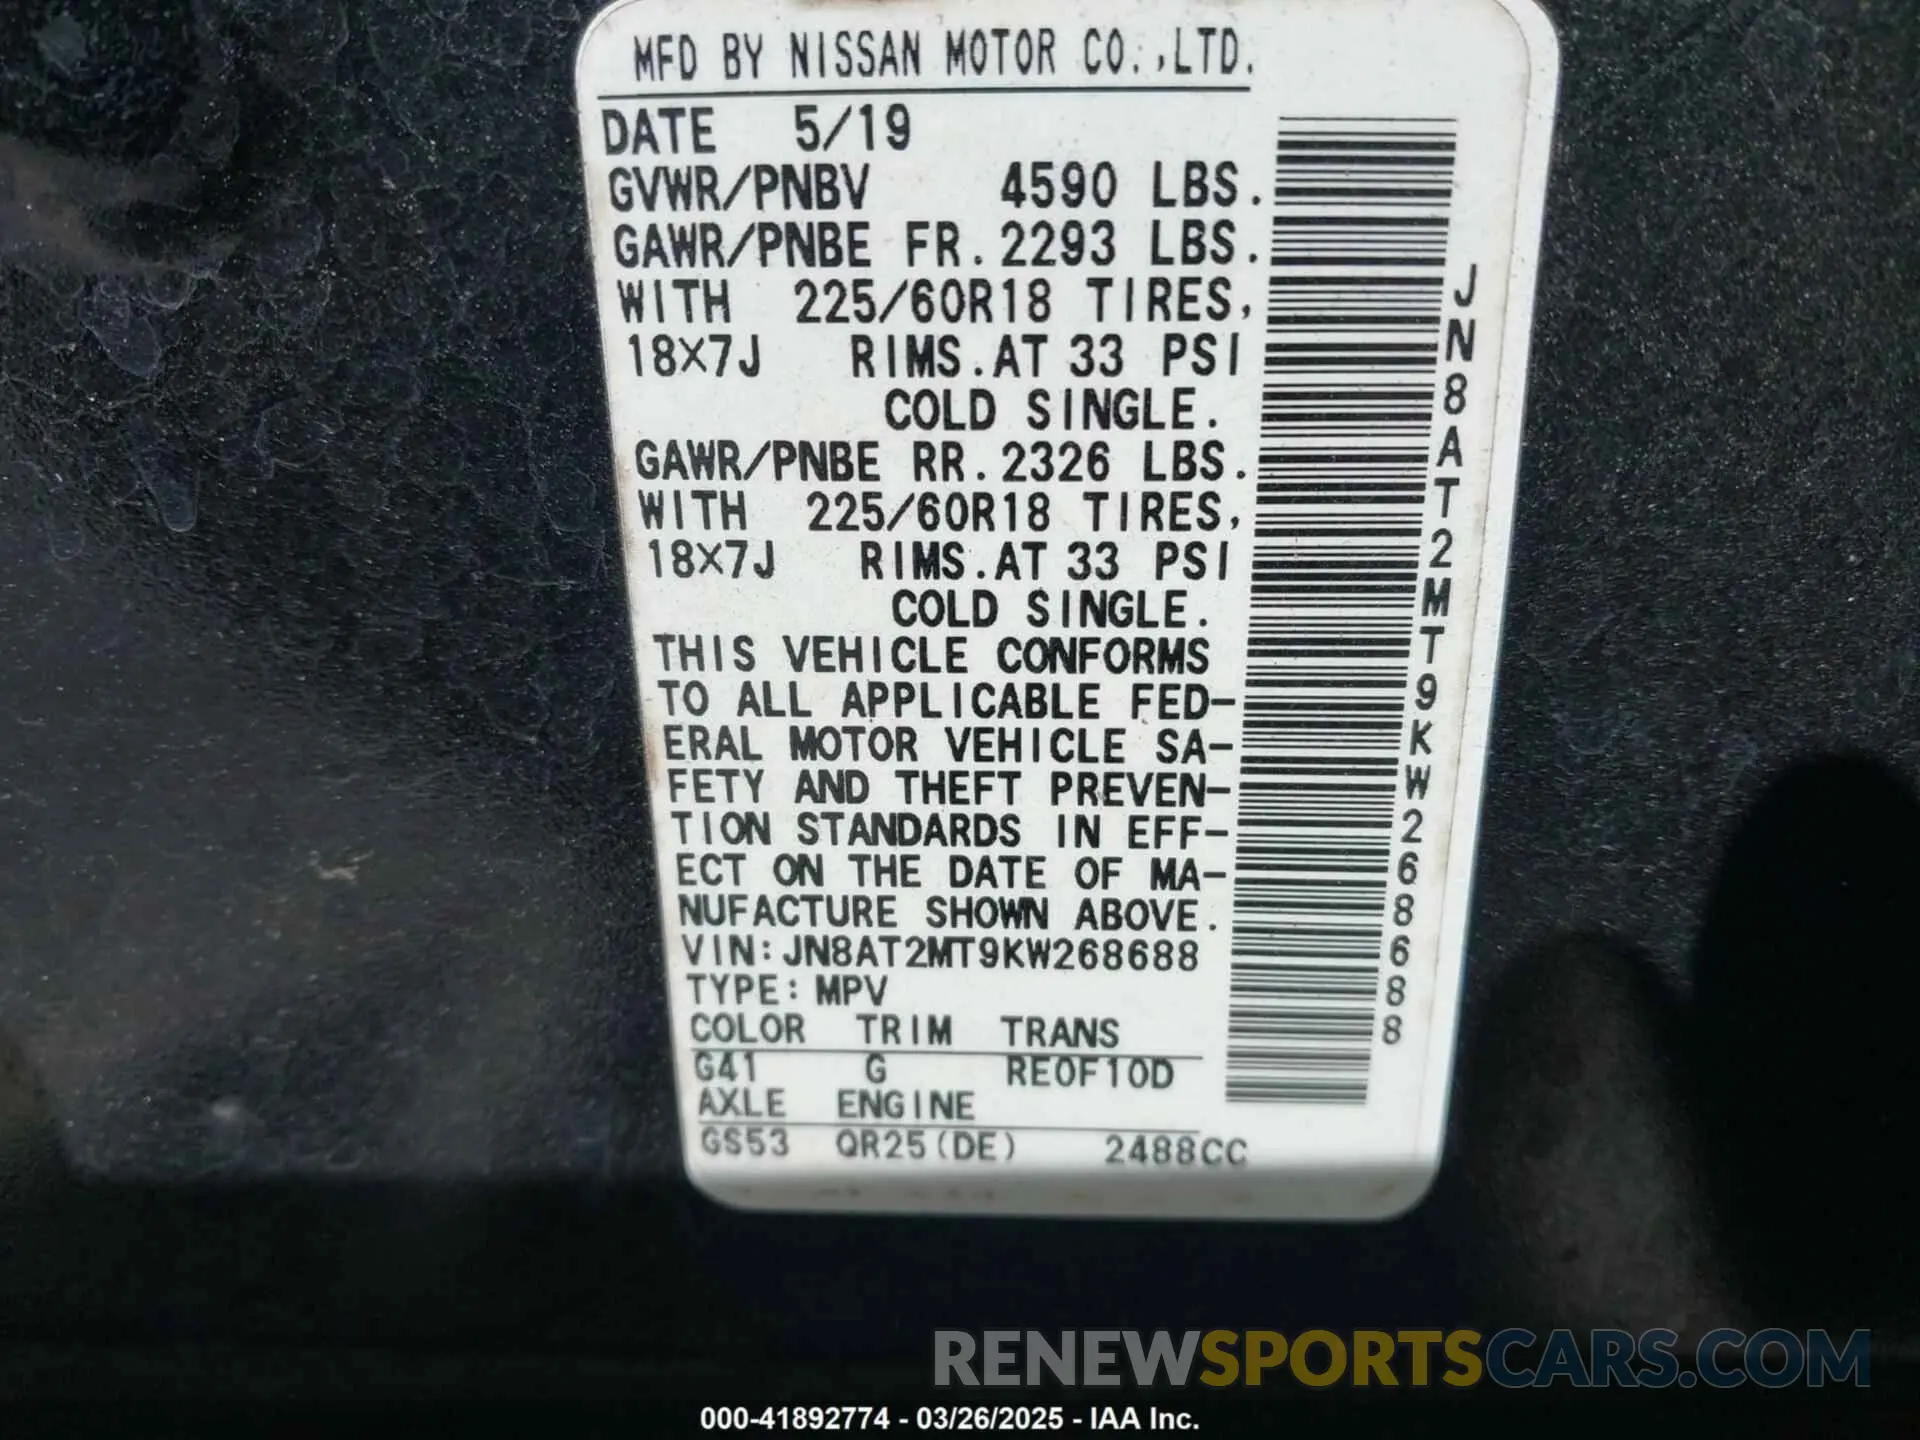 MFD BY NISSAN MOTOR CO.,LTD.
DATE 5/19
GVWR/PNBV 4590 LBS.
GAWR/PNBE FR.2293 LBS.
WITH 225/60R18 TIRES,
18×7J RIMS.AT 33 PSI
COLD SINGLE.
GAWR/PNBE RR.2326 LBS.
WITH 225/60R18 TIRES,
18×7J RIMS.AT 33 PSI
COLD SINGLE.
THIS VEHICLE CONFORMS
TO ALL APPLICABLE FED-
ERAL MOTOR VEHICLE SA-
FETY AND THEFT PREVEN-
TION STANDARDS IN EFF-
ECT ON THE DATE OF MA-
NUFACTURE SHOWN ABOVE.
VIN:JN8AT2MT9KW268688
TYPE:MPV
COLOR TRIM TRANS
G41 G RE0F10D
AXLE ENGINE
GS53 QR25(DE) 2488CC
JN8AT2MT9KW268688
RENEWSPORTSCARS.COM
000-41892774 - 03/26/2025 - IAA Inc.